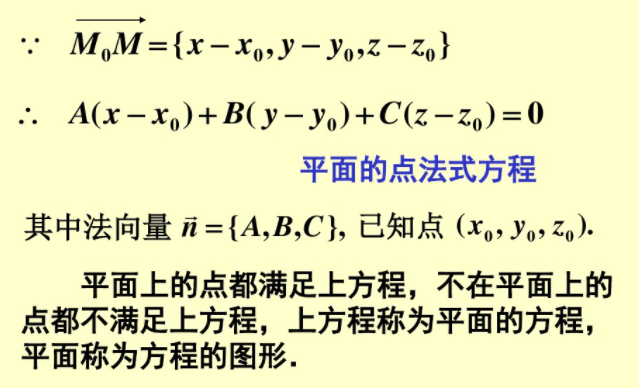 ∵ $\overrightarrow{M_0M}=\{x-x_0,y-y_0,z-z_0\}$
∴ $A(x-x_0)+B(y-y_0)+C(z-z_0)=0$
平面的点法式方程
其中法向量 $\vec{n}=\{A,B,C\}$, 已知点 $(x_0,y_0,z_0)$.
平面上的点都满足上方程，不在平面上的
点都不满足上方程，上方程称为平面的方程，
平面称为方程的图形．